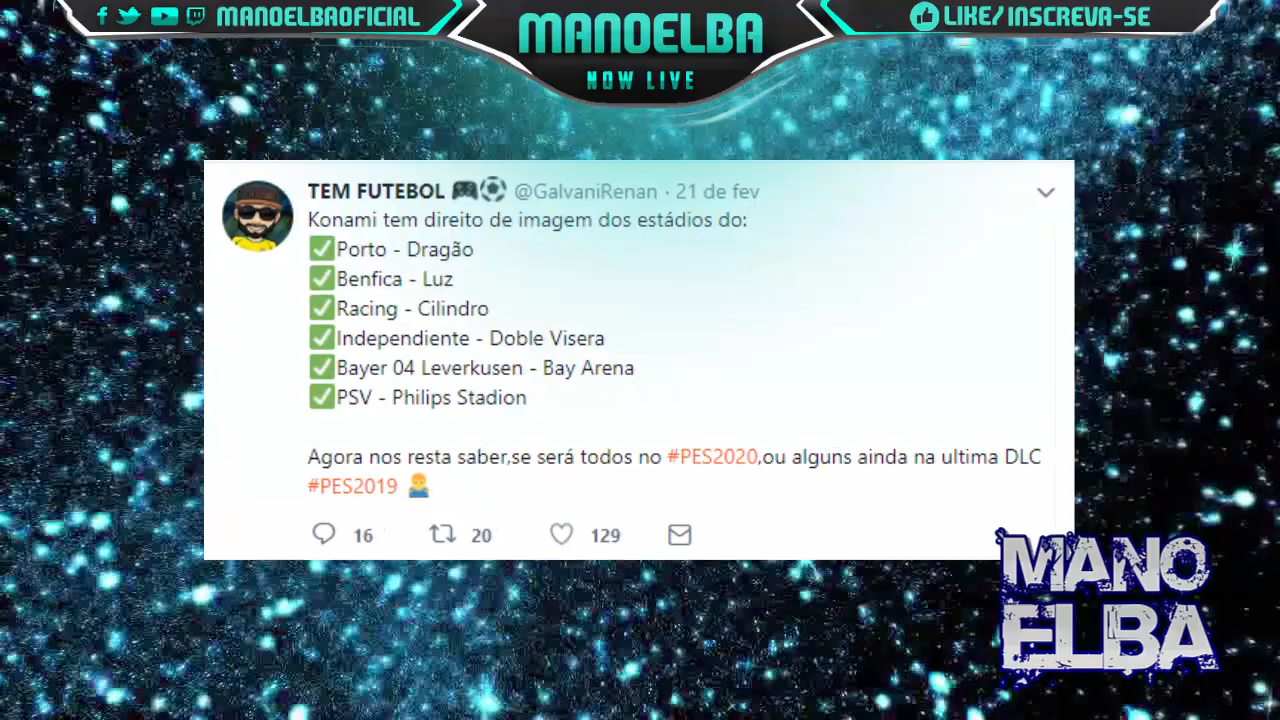 MANOELBAOFICIAL
MANOELBA
NOW LIVE
LIKE/INSCREVA-SE
TEM FUTEBOL 🎮⚽ @GalvaniRenan · 21 de fev
Konami tem direito de imagem dos estádios do:
✅Porto - Dragão
✅Benfica - Luz
✅Racing - Cilindro
✅Independiente - Doble Visera
✅Bayer 04 Leverkusen - Bay Arena
✅PSV - Philips Stadion
Agora nos resta saber,se será todos no #PES2020,ou alguns ainda na ultima DLC
#PES2019 🤷‍♂️
16 20 129
MANO
ELBA